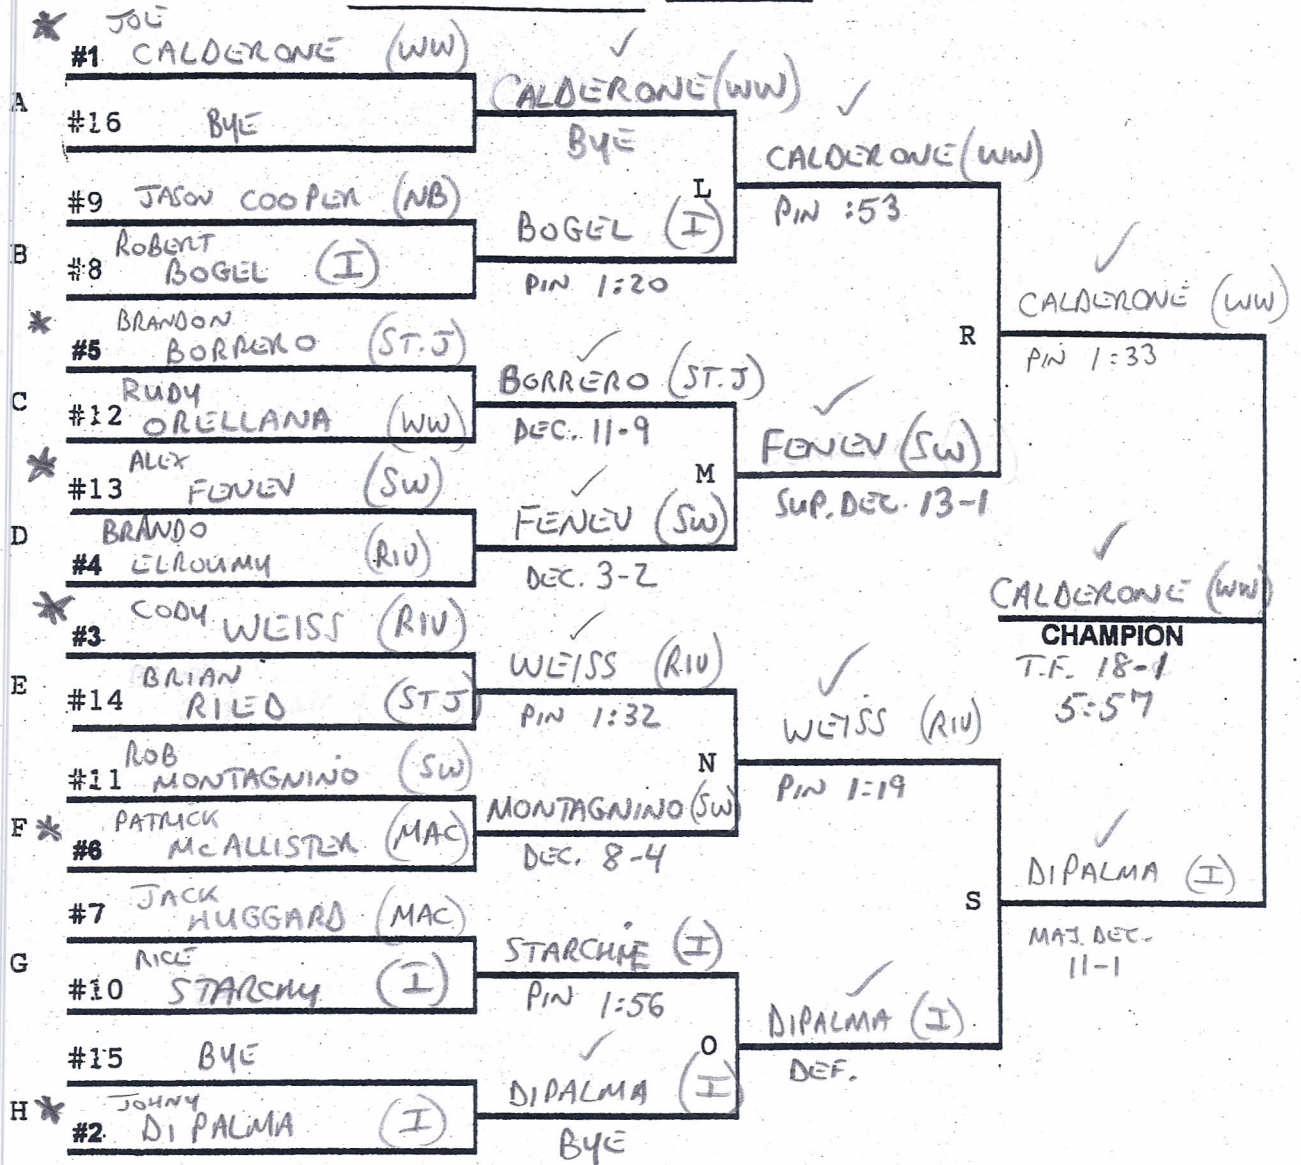 JOE
#1 CALDERONE (WW)
A
#16 BYE
CALDERONE (WW)
BYE
#9 JASON COOPER (NB)
B
ROBERT
#8 BOGEL (I)
BOGEL (I)
PIN 1:20
L
CALDERONE (WW)
PIN :53
BRANDON
#5 BORRERO (ST.J)
C
RUDY
#12 ORELLANA (WW)
BORRERO (ST.J)
DEC. 11-9
ALEX
#13 FENEV (SW)
D
BRANDO
#4 ELROUMY (RIV)
FENEV (SW)
DEC. 3-2
M
FENEV (SW)
SUP. DEC. 13-1
R
CALDERONE (WW)
PIN 1:33
CODY
#3 WEISS (RIV)
E
BRIAN
#14 RILED (STJ)
WEISS (RIV)
PIN 1:32
ROB
#11 MONTAGNINO (SW)
F
PATRICK
#6 McALLISTER (MAC)
MONTAGNINO (SW)
DEC. 8-4
N
WEISS (RIV)
PIN 1:19
JACK
#7 HUGGARD (MAC)
G
RICE
#10 STARCHY (I)
STARCHIE (I)
PIN 1:56
#15 BYE
H
JOHNY
#2 DI PALMA (I)
DIPALMA (I)
BYE
O
DIPALMA (I)
DEF.
S
DIPALMA (I)
MAJ. DEC.
11-1
CALDERONE (WW)
CHAMPION
T.F. 18-1
5:57